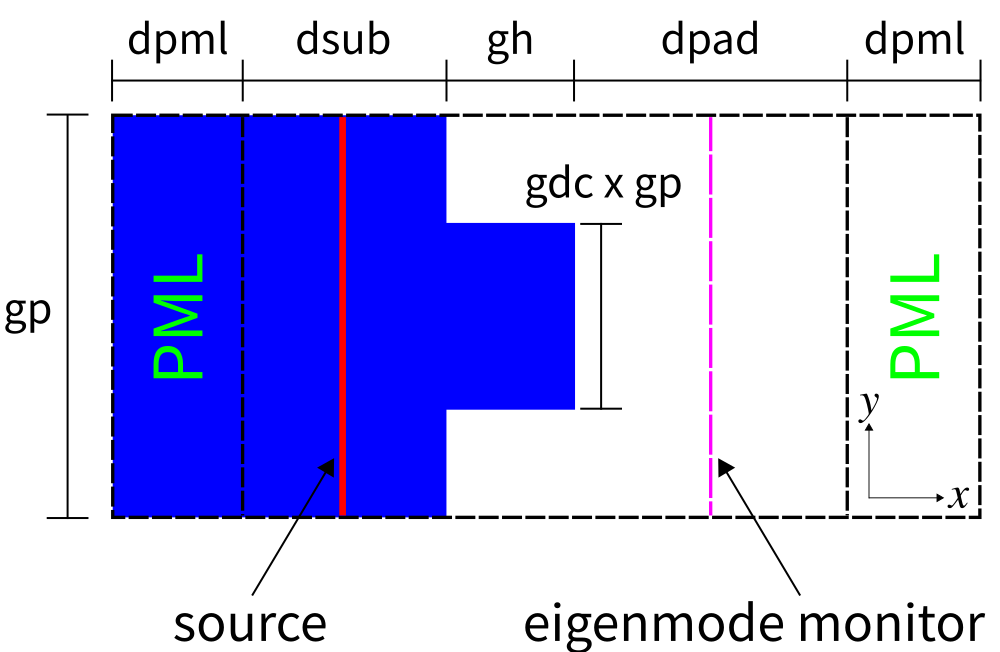 dpml dsub gh dpad dpml
gdc x gp
gp
PML
PML
y
x
source
eigenmode monitor